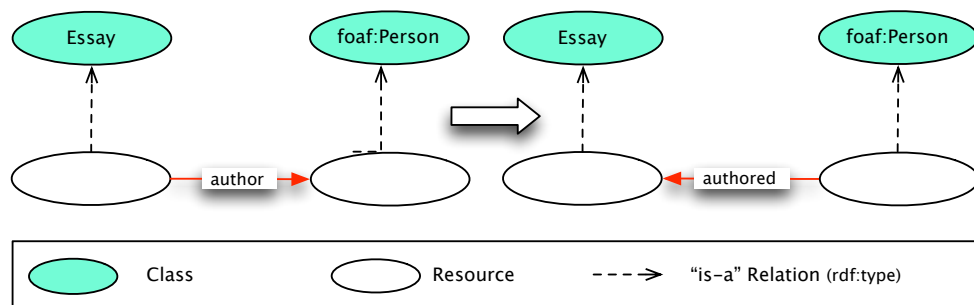 Essay
foaf:Person
Essay
foaf:Person
author
authored
Class
Resource
“is-a” Relation (rdf:type)